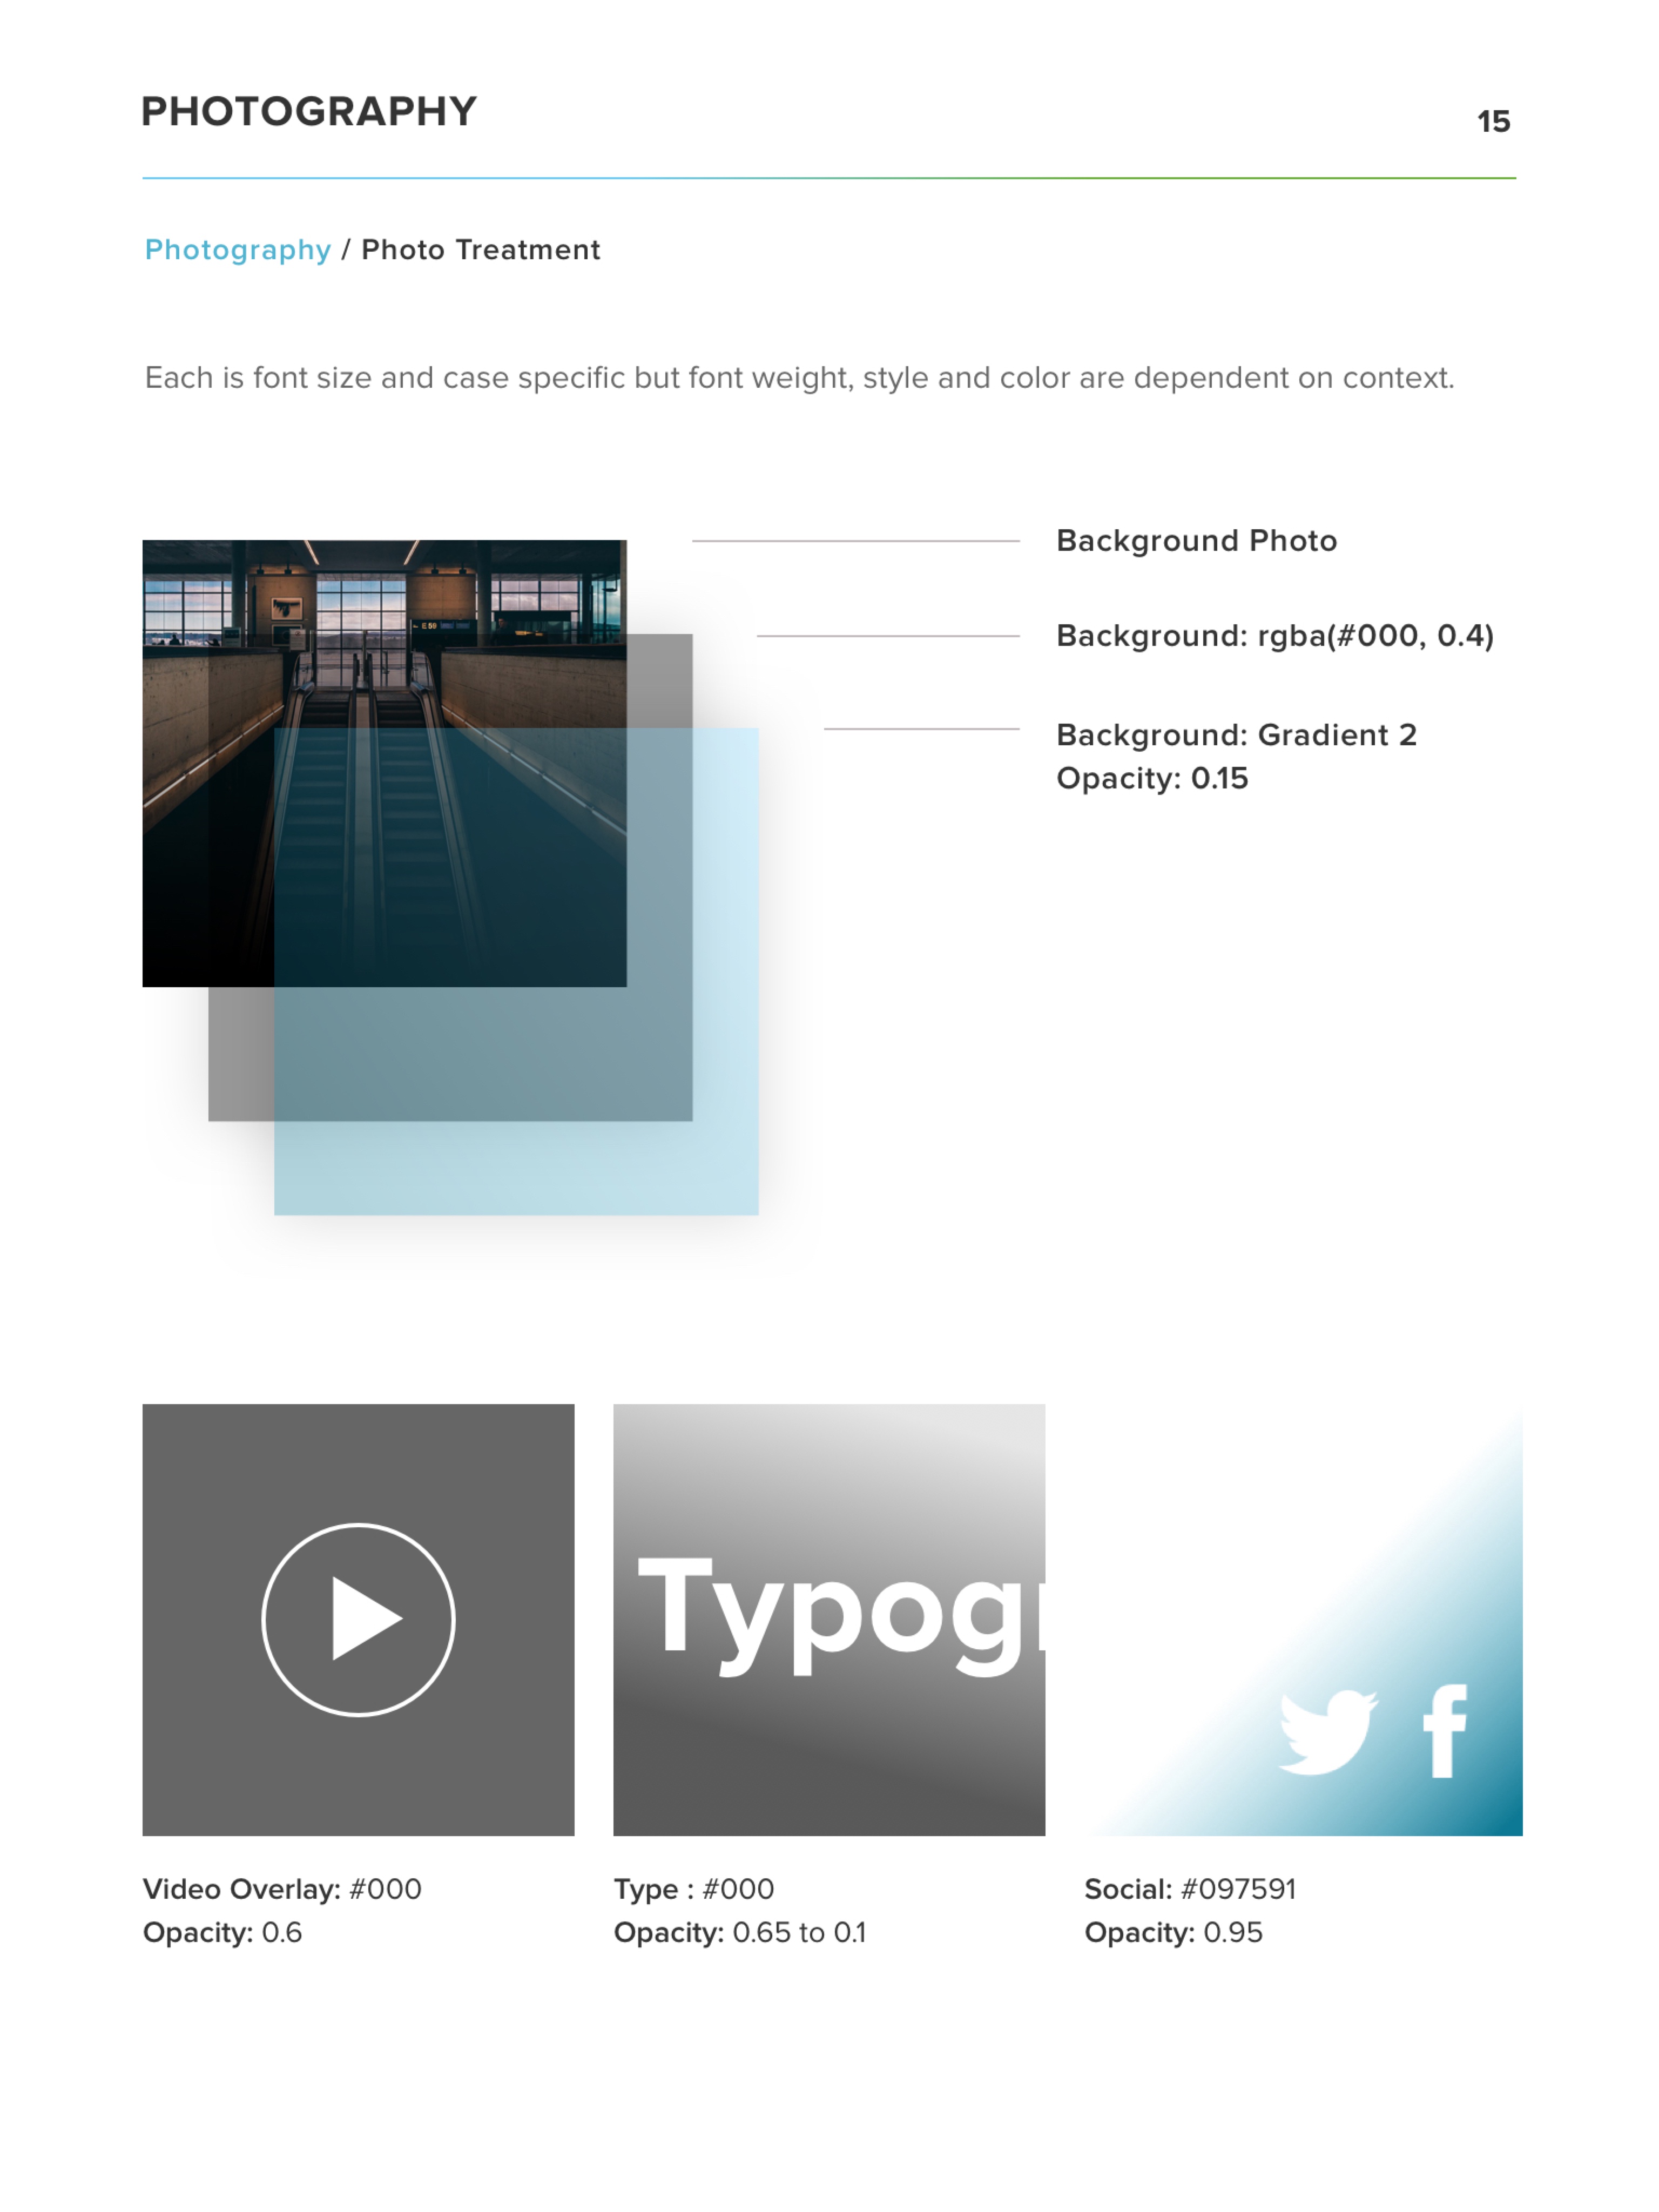 PHOTOGRAPHY
15
Photography / Photo Treatment
Each is font size and case specific but font weight, style and color are dependent on context.
Background Photo
Background: rgba(#000, 0.4)
Background: Gradient 2
Opacity: 0.15
E59
Typog
Video Overlay: #000
Opacity: 0.6
Type : #000
Opacity: 0.65 to 0.1
Social: #097591
Opacity: 0.95